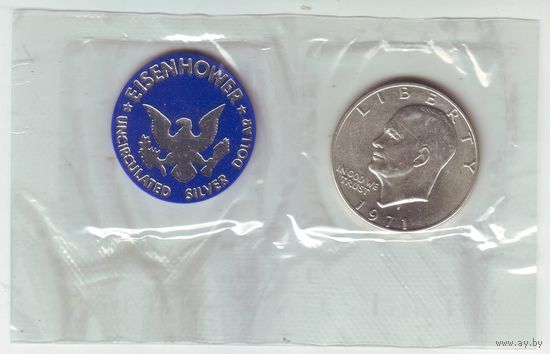 ★ EISENHOWER ★
UNCIRCULATED SILVER DOLLAR
LIBERTY
IN GOD WE
TRUST
1971
www.ay.by